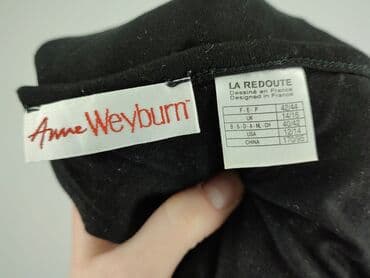 Anne Weyburn™
LA REDOUTE
Dessiné en France
Designed in France
F - E - P 42/44
UK 14/16
B-S-D-A-NL-CH 40/42
USA 12/14
CHINA